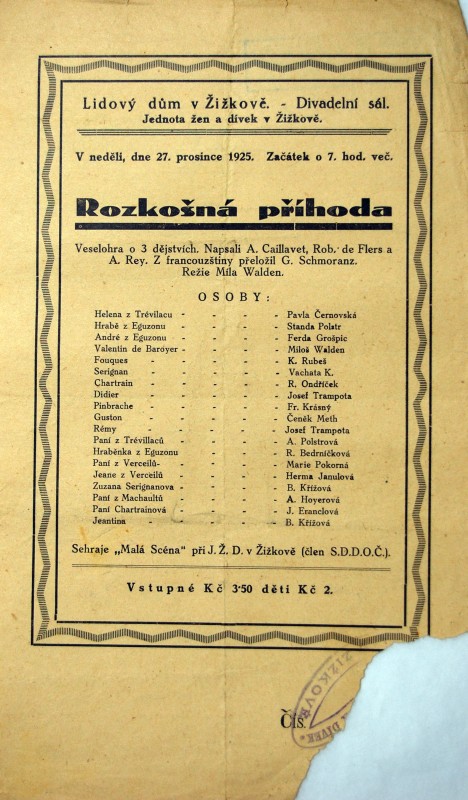 Lidový dům v Žižkově. - Divadelní sál.
Jednota žen a dívek v Žižkově.
V neděli, dne 27. prosince 1925. Začátek o 7. hod. več.
Rozkošná příhoda
Veselohra o 3 dějstvích. Napsali A. Caillavet, Rob. de Flers a
A. Rey. Z francouzštiny přeložil G. Schmoranz.
Režie Míla Walden.
OSOBY:
Helena z Trévilacu - - - - Pavla Černovská
Hrabě z Eguzonu - - - - Standa Polstr
André z Eguzonu - - - - Ferda Grošpic
Valentin de Baroyer - - - - Miloš Walden
Fouques - - - - - K. Rubeš
Serignan - - - - - Vachata K.
Chartrain - - - - - R. Ondříček
Didier - - - - - Josef Trampota
Pinbrache - - - - - Fr. Krásný
Guston - - - - - Čeněk Meth
Rémy - - - - - Josef Trampota
Paní z Trévillaců - - - - A. Polstrová
Hraběnka z Eguzonu - - - - R. Bedrníčková
Paní z Verceilů- - - - - Marie Pokorná
Jeane z Verceilů - - - - Herma Janulová
Zuzana Serignanova - - - - B. Křížová
Paní z Machaultů - - - - A. Hoyerová
Paní Chartrainová - - - - J. Eranclová
Jeantina - - - - - B. Křížová
Sehraje „Malá Scéna" při J. Ž. D. v Žižkově (člen S.D.D.O.Č.).
Vstupné Kč 3·50 děti Kč 2.
ŽIŽKOVĚ
Čís.
DÍVEK